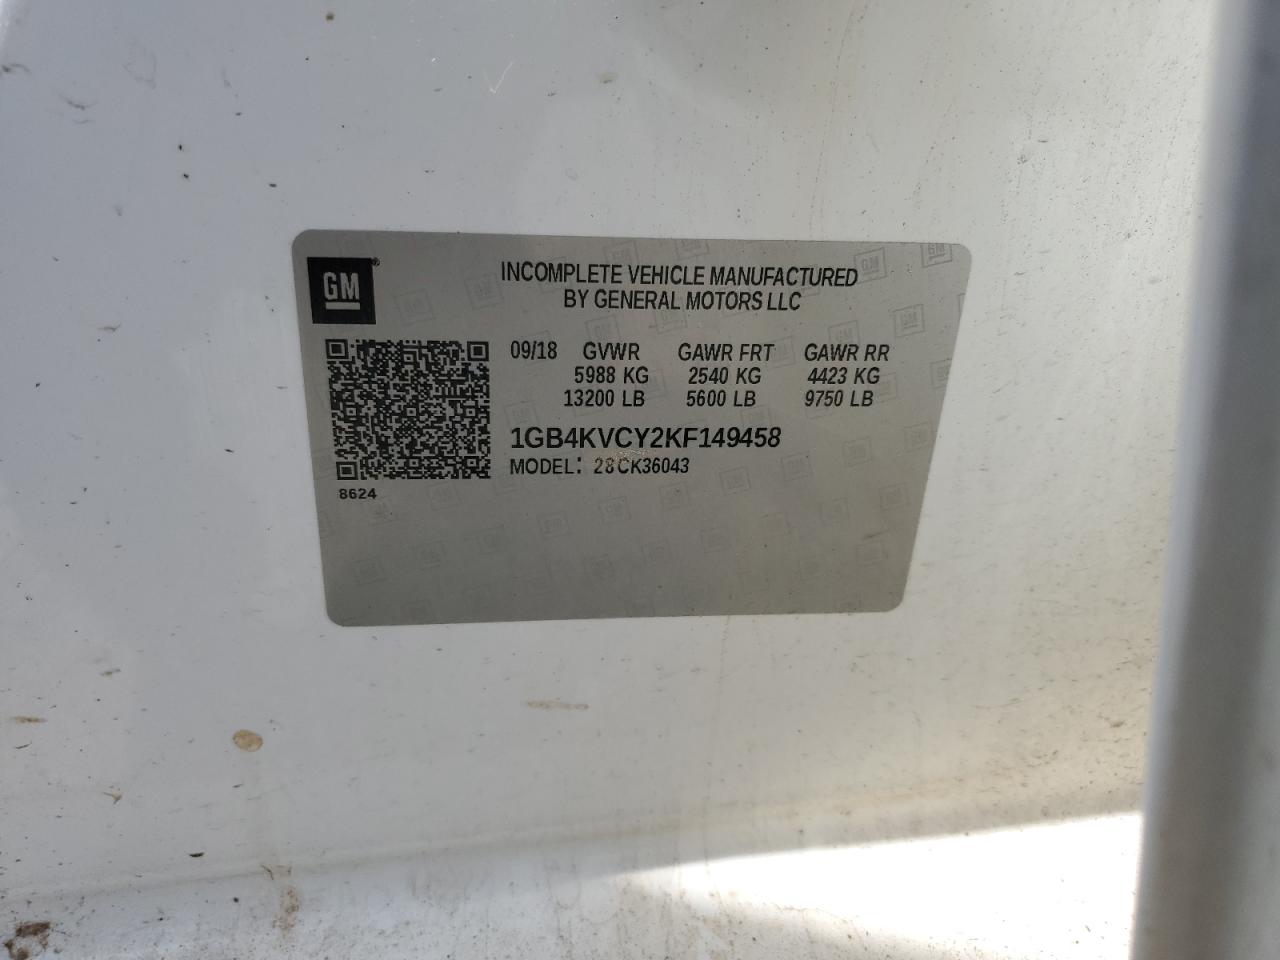 GM®
INCOMPLETE VEHICLE MANUFACTURED
BY GENERAL MOTORS LLC
09/18 GVWR GAWR FRT GAWR RR
5988 KG 2540 KG 4423 KG
13200 LB 5600 LB 9750 LB
1GB4KVCY2KF149458
MODEL: 28CK36043
8624